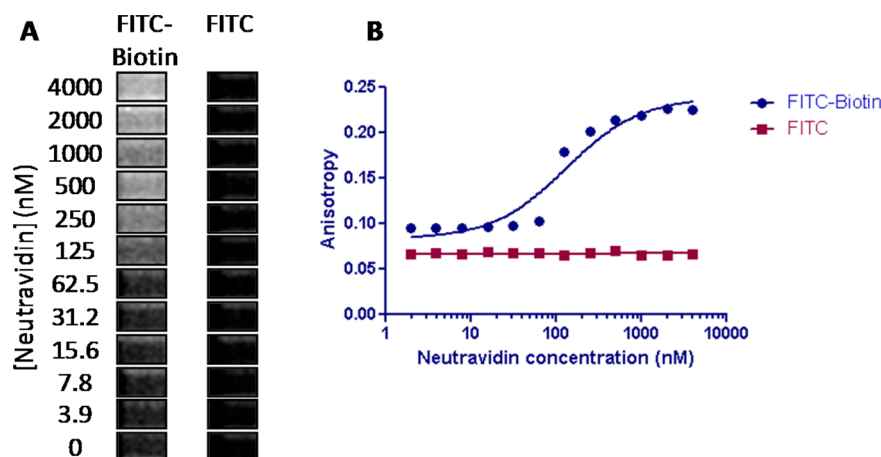 A
FITC-
Biotin
FITC
[Neutravidin] (nM)
4000
2000
1000
500
250
125
62.5
31.2
15.6
7.8
3.9
0
B
Anisotropy
0.25
0.20
0.15
0.10
0.05
0.00
1
10
100
1000
10000
Neutravidin concentration (nM)
FITC-Biotin
FITC